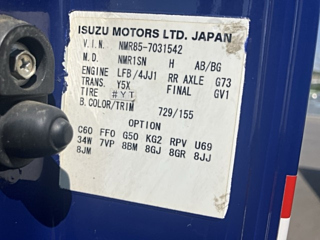 ISUZU MOTORS LTD. JAPAN
V.I.N. NMR85-7031542
M.D. NMR1SN H AB/BG
ENGINE LFB/4JJ1 RR AXLE G73
TRANS. Y5X FINAL GV1
TIRE #YT
B.COLOR/TRIM 729/155
OPTION
C60 FF0 G50 KG2 RPV U69
34W 7VP 8BM 8GJ 8GR 8JJ
8JM